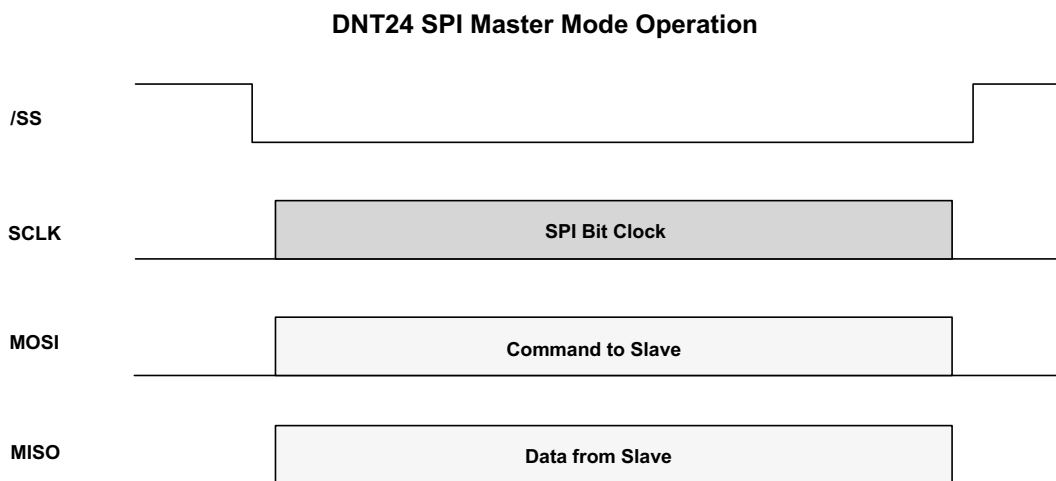 DNT24 SPI Master Mode Operation
/SS
SCLK
SPI Bit Clock
MOSI
Command to Slave
MISO
Data from Slave